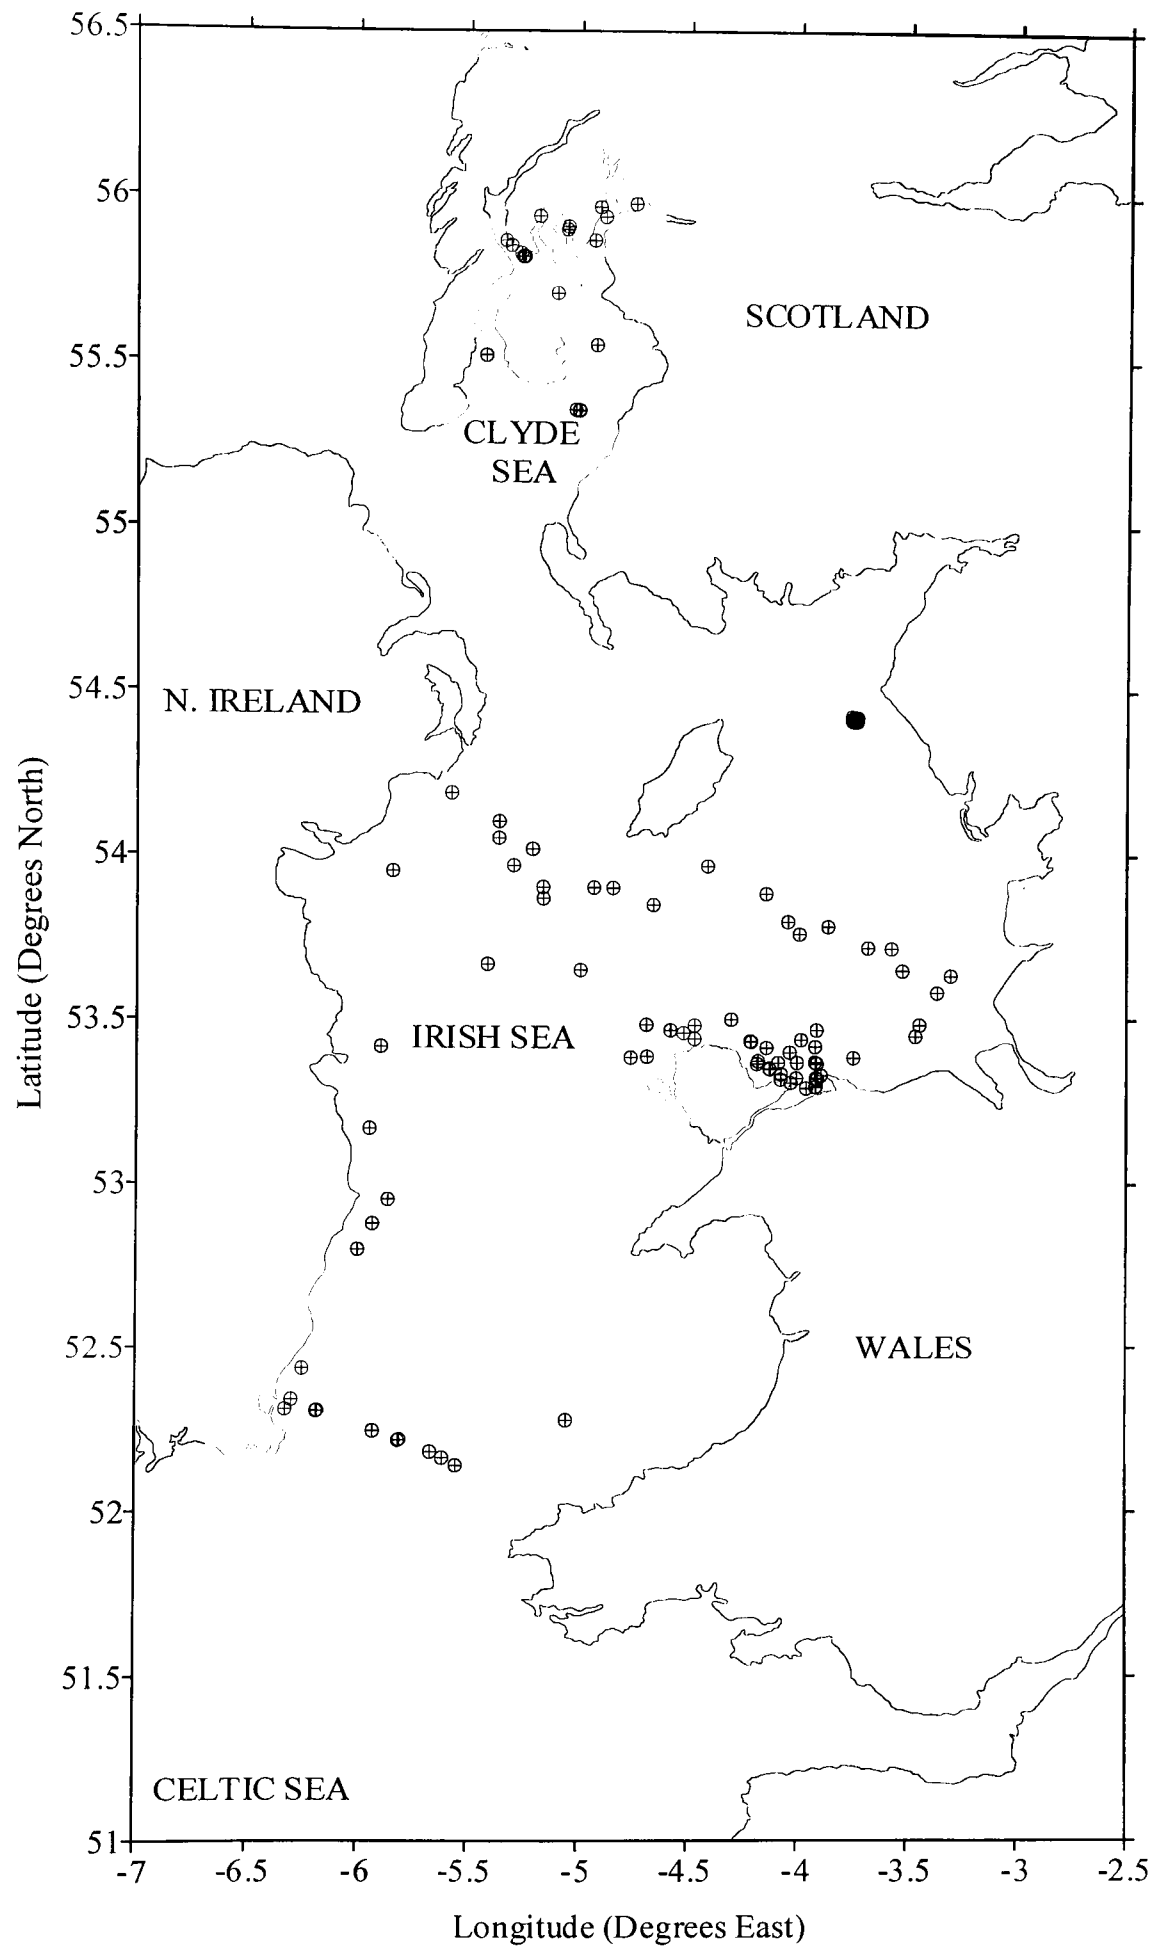 56.5
56
SCOTLAND
55.5
CLYDE
SEA
55
54.5
N. IRELAND
Latitude (Degrees North)
54
53.5
IRISH SEA
53
52.5
WALES
52
51.5
CELTIC SEA
51
-7 -6.5 -6 -5.5 -5 -4.5 -4 -3.5 -3 -2.5
Longitude (Degrees East)